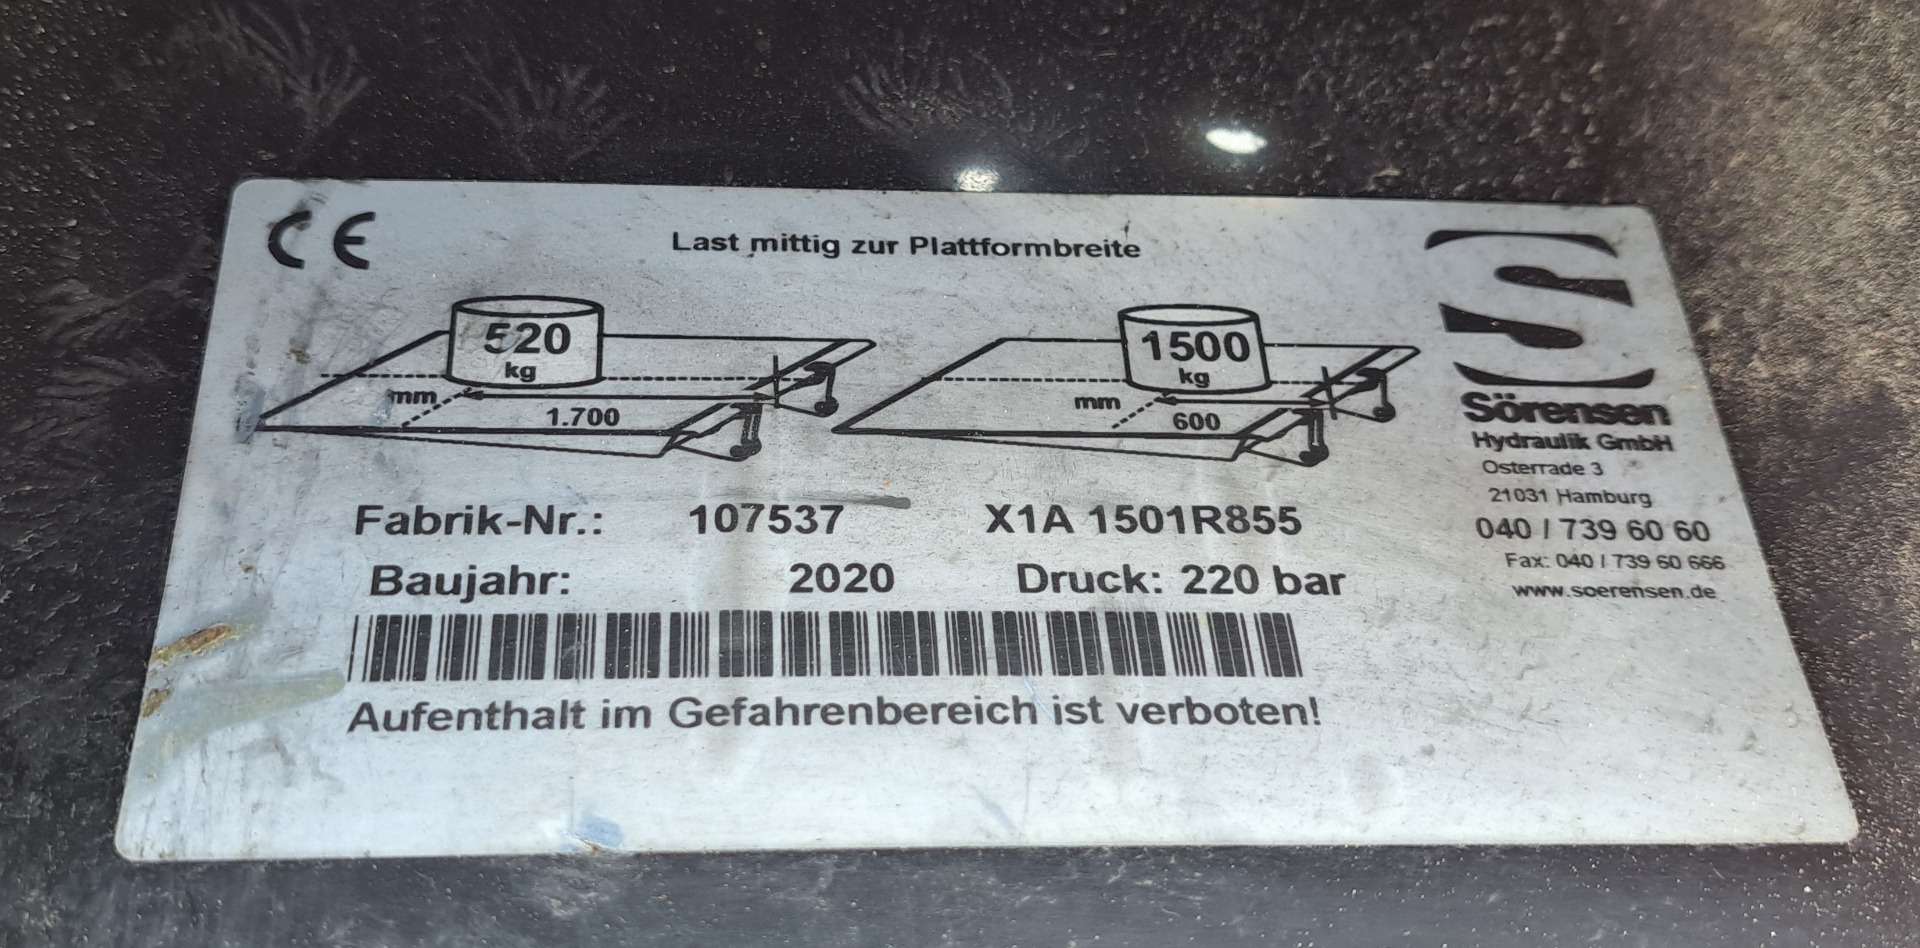 CE
Last mittig zur Plattformbreite
520
kg
mm
1.700
1500
kg
mm
600
S
Sörensen
Hydraulik GmbH
Osterrade 3
21031 Hamburg
040 / 739 60 60
Fax: 040 / 739 60 666
www.soerensen.de
Fabrik-Nr.: 107537 X1A 1501R855
Baujahr: 2020 Druck: 220 bar
Aufenthalt im Gefahrenbereich ist verboten!